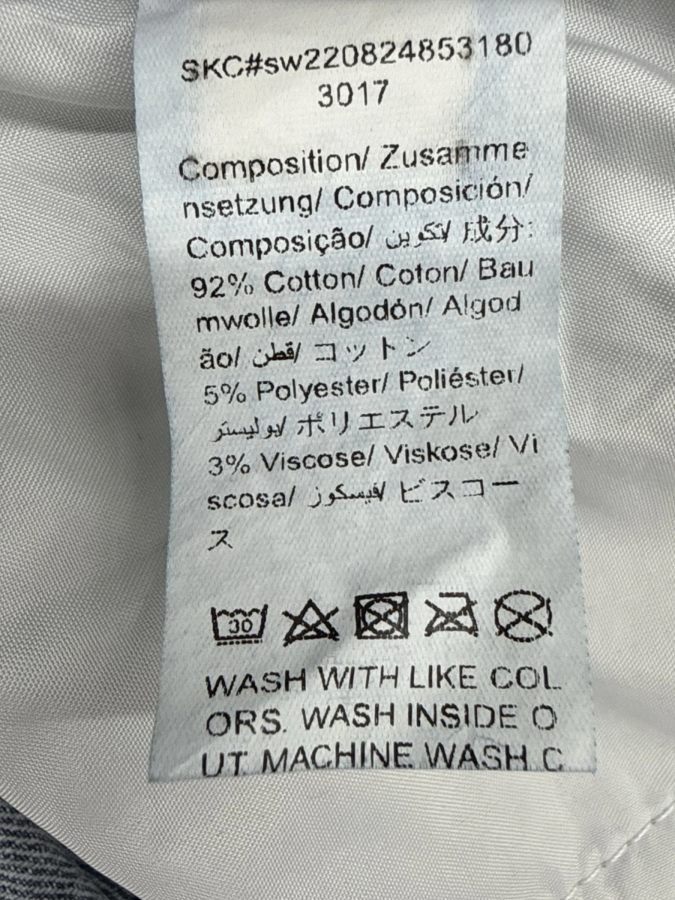 SKC#sw220824853180
3017
Composition/ Zusamme
nsetzung/ Composición/
Composição/ تكوين/ 成分:
92% Cotton/ Coton/ Bau
mwolle/ Algodón/ Algod
ão/ قطن/ コットン
5% Polyester/ Poliéster/
بوليستر/ ポリエステル
3% Viscose/ Viskose/ Vi
scosa/ فيسكوز/ ビスコー
ス
30
WASH WITH LIKE COL
ORS. WASH INSIDE O
UT MACHINE WASH C